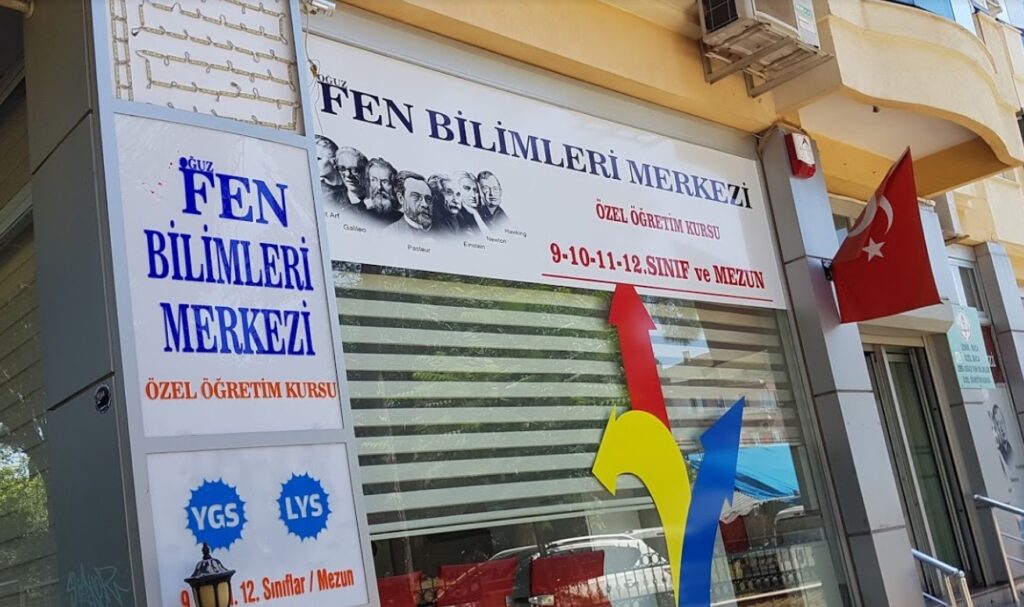 OĞUZ
FEN BİLİMLERİ MERKEZİ
ÖZEL ÖĞRETİM KURSU
9-10-11-12.SINIF ve MEZUN
Arf
Galileo
Pasteur
Einstein
Newton
Hawking
OĞUZ
FEN
BİLİMLERİ
MERKEZİ
ÖZEL ÖĞRETİM KURSU
YGS
LYS
12. Sınıflar / Mezun